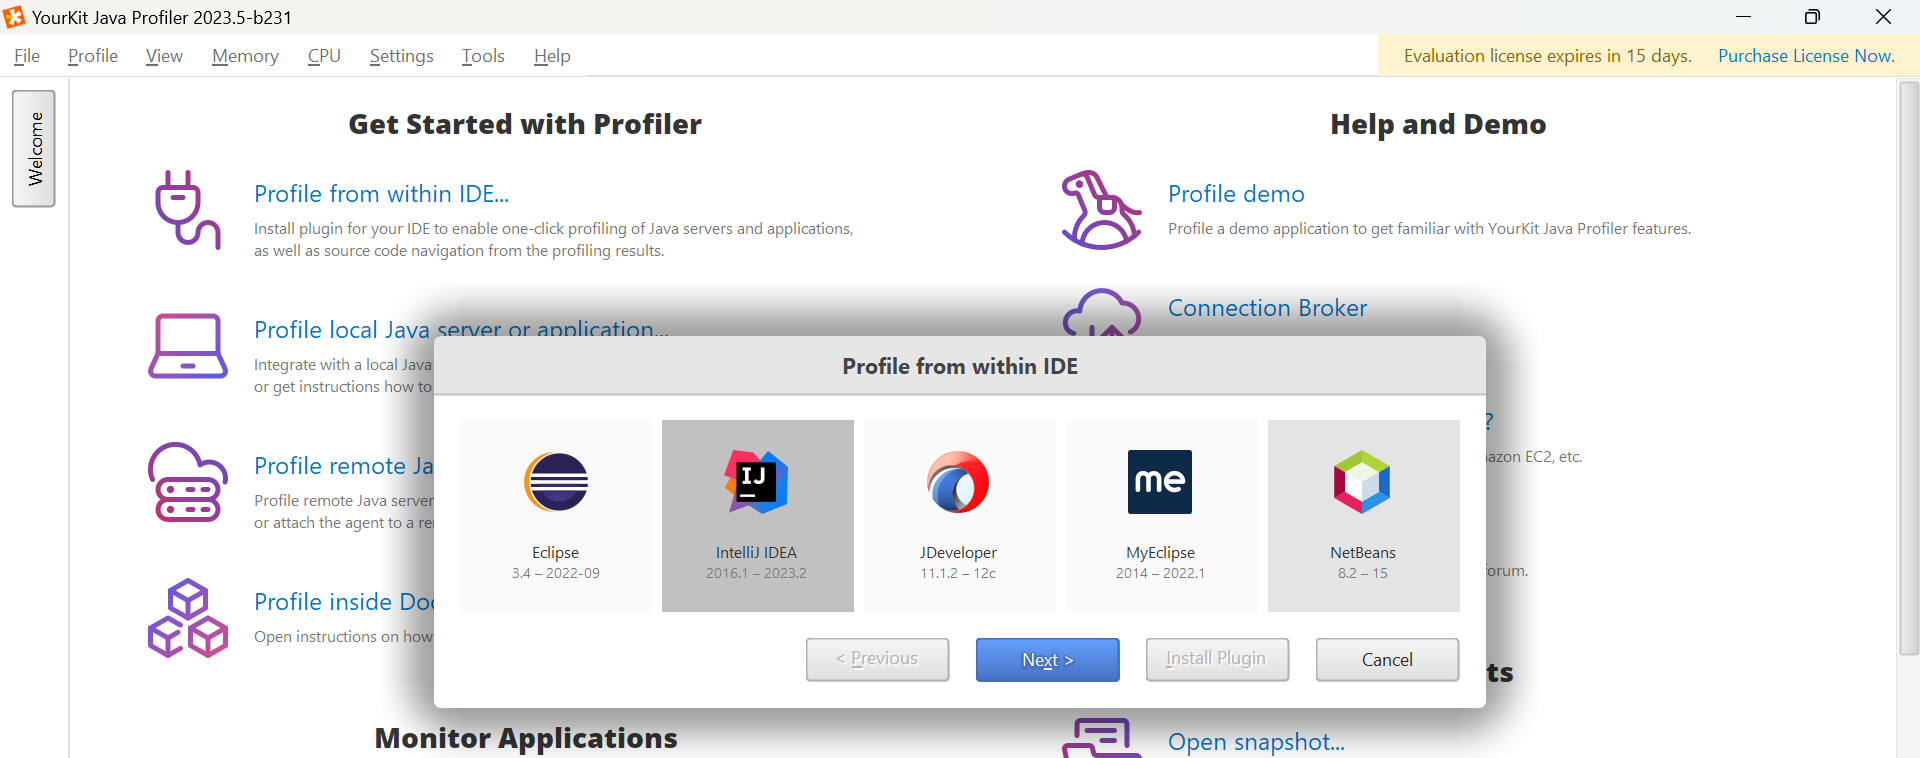 YourKit Java Profiler 2023.5-b231
File Profile View Memory CPU Settings Tools Help
Evaluation license expires in 15 days. Purchase License Now.
Welcome
Get Started with Profiler
Profile from within IDE...
Install plugin for your IDE to enable one-click profiling of Java servers and applications,
as well as source code navigation from the profiling results.
Profile local Java server or application...
Integrate with a local Java
or get instructions how to
Profile remote Ja
Profile remote Java server
or attach the agent to a re
Profile inside Doc
Open instructions on how
Monitor Applications
Help and Demo
Profile demo
Profile a demo application to get familiar with YourKit Java Profiler features.
Connection Broker
?
azon EC2, etc.
forum.
ts
Open snapshot...
Profile from within IDE
Eclipse
3.4 – 2022-09
IJ
IntelliJ IDEA
2016.1 – 2023.2
JDeveloper
11.1.2 – 12c
me
MyEclipse
2014 – 2022.1
NetBeans
8.2 – 15
< Previous
Next >
Install Plugin
Cancel